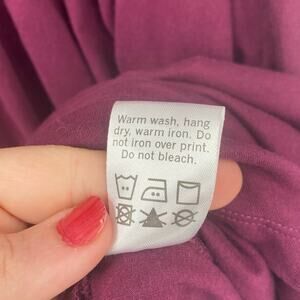 Warm wash, hang
dry, warm iron. Do
not iron over print.
Do not bleach.